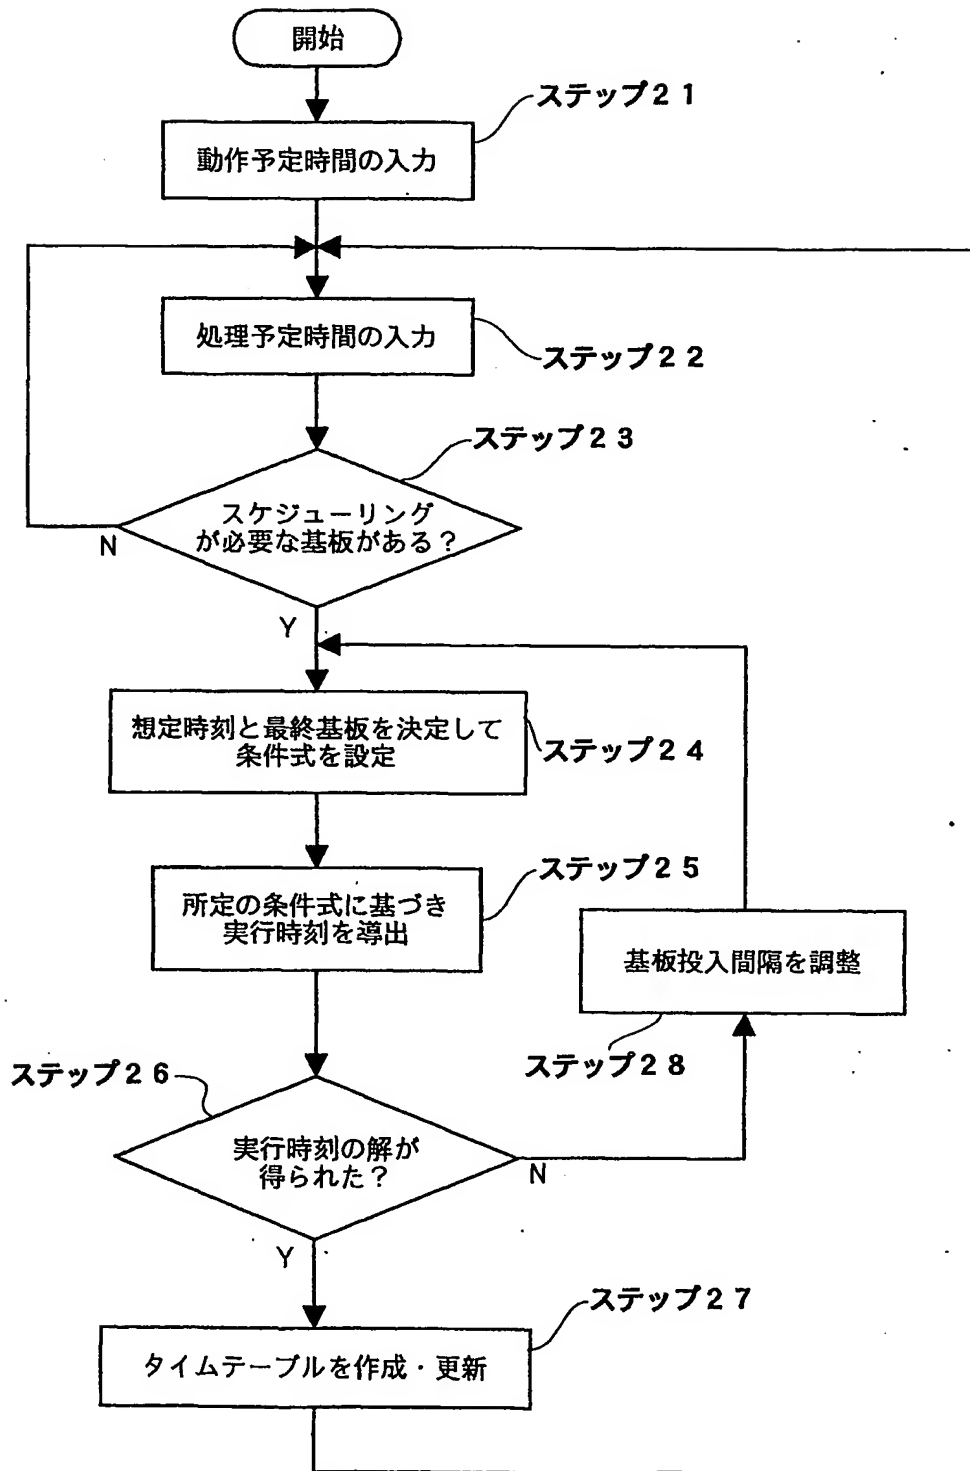 開始
ステップ２１
動作予定時間の入力
処理予定時間の入力
ステップ２２
ステップ２３
スケジューリング
が必要な基板がある？
N
Y
想定時刻と最終基板を決定して
条件式を設定
ステップ２４
ステップ２５
所定の条件式に基づき
実行時刻を導出
基板投入間隔を調整
ステップ２８
ステップ２６
実行時刻の解が
得られた？
N
Y
ステップ２７
タイムテーブルを作成・更新